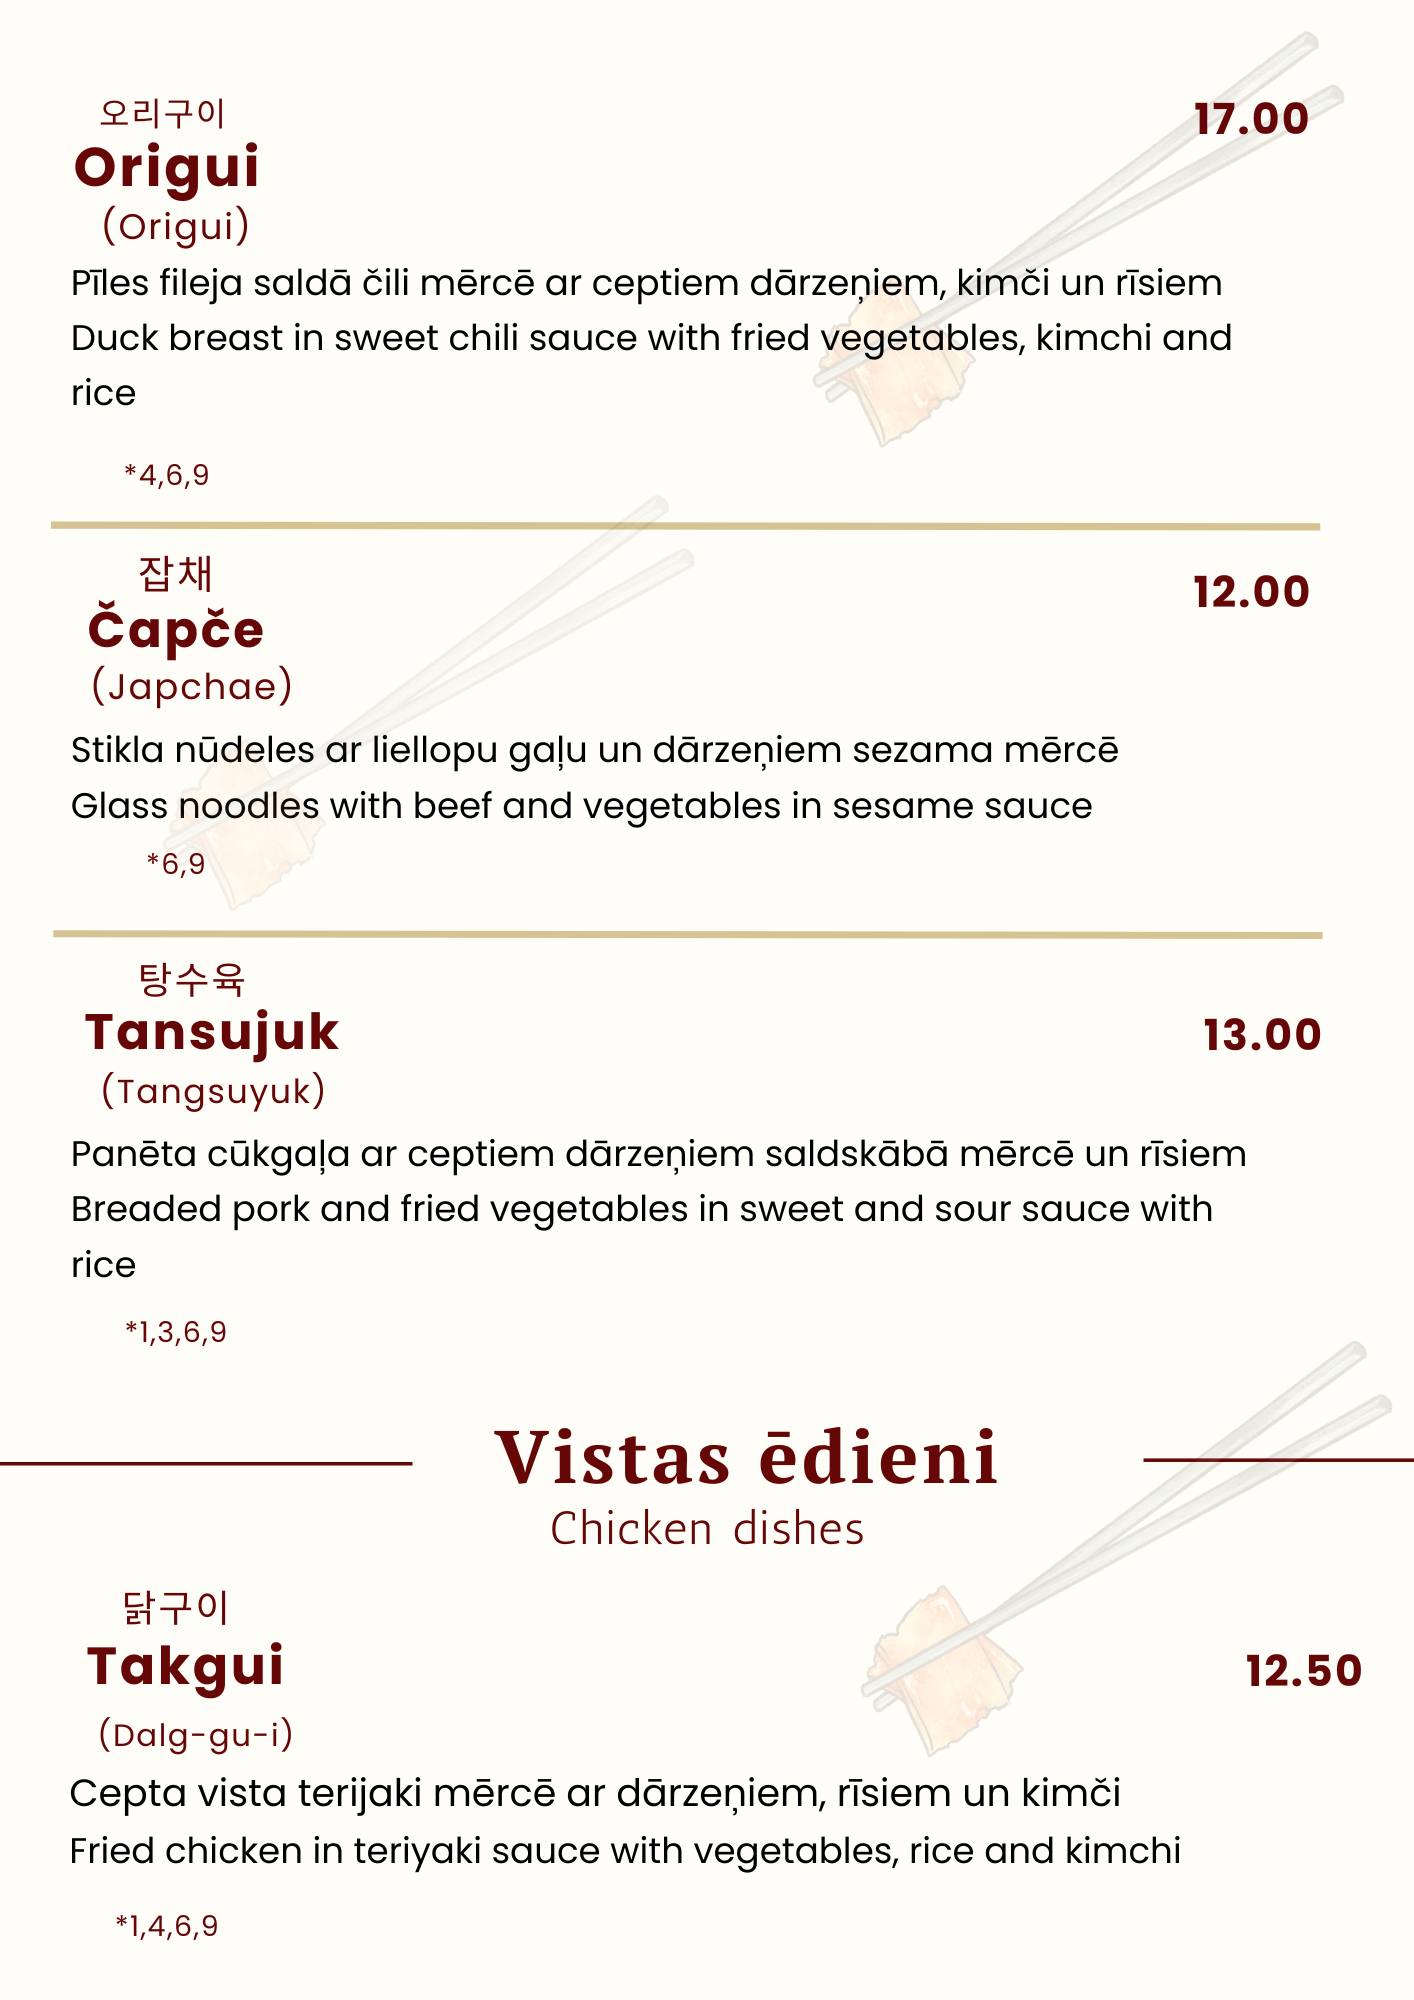 오리구이
17.00
Origui
(Origui)
Pīles fileja saldā čili mērcē ar ceptiem dārzeņiem, kimči un rīsiem
Duck breast in sweet chili sauce with fried vegetables, kimchi and
rice
*4,6,9
잡채
12.00
Čapče
(Japchae)
Stikla nūdeles ar liellopu gaļu un dārzeņiem sezama mērcē
Glass noodles with beef and vegetables in sesame sauce
*6,9
탕수육
Tansujuk
13.00
(Tangsuyuk)
Panēta cūkgaļa ar ceptiem dārzeņiem saldskābā mērcē un rīsiem
Breaded pork and fried vegetables in sweet and sour sauce with
rice
*1,3,6,9
Vistas ēdieni
Chicken dishes
닭구이
Takgui
12.50
(Dalg-gu-i)
Cepta vista terijaki mērcē ar dārzeņiem, rīsiem un kimči
Fried chicken in teriyaki sauce with vegetables, rice and kimchi
*1,4,6,9